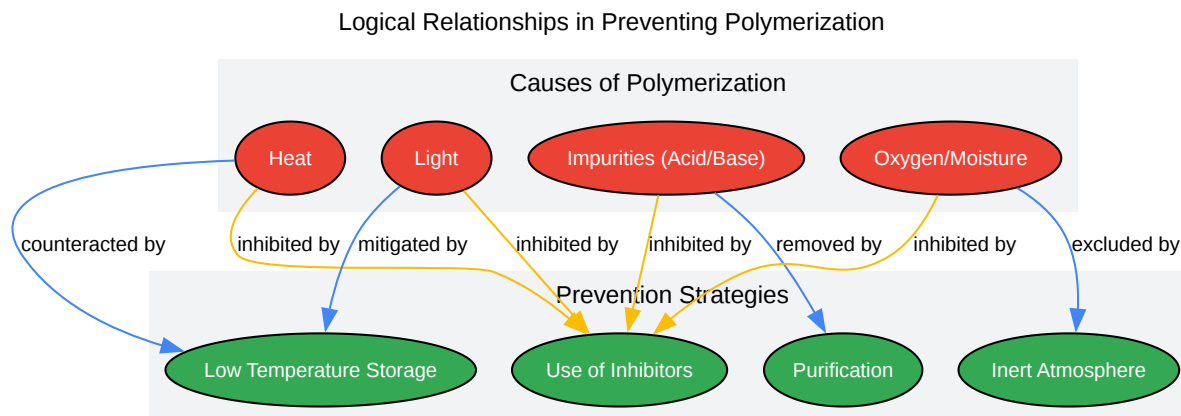 Logical Relationships in Preventing Polymerization
Causes of Polymerization
Heat
Light
Impurities (Acid/Base)
Oxygen/Moisture
counteracted by
inhibited by
mitigated by
inhibited by
inhibited by
removed by
inhibited by
excluded by
Prevention Strategies
Low Temperature Storage
Use of Inhibitors
Purification
Inert Atmosphere